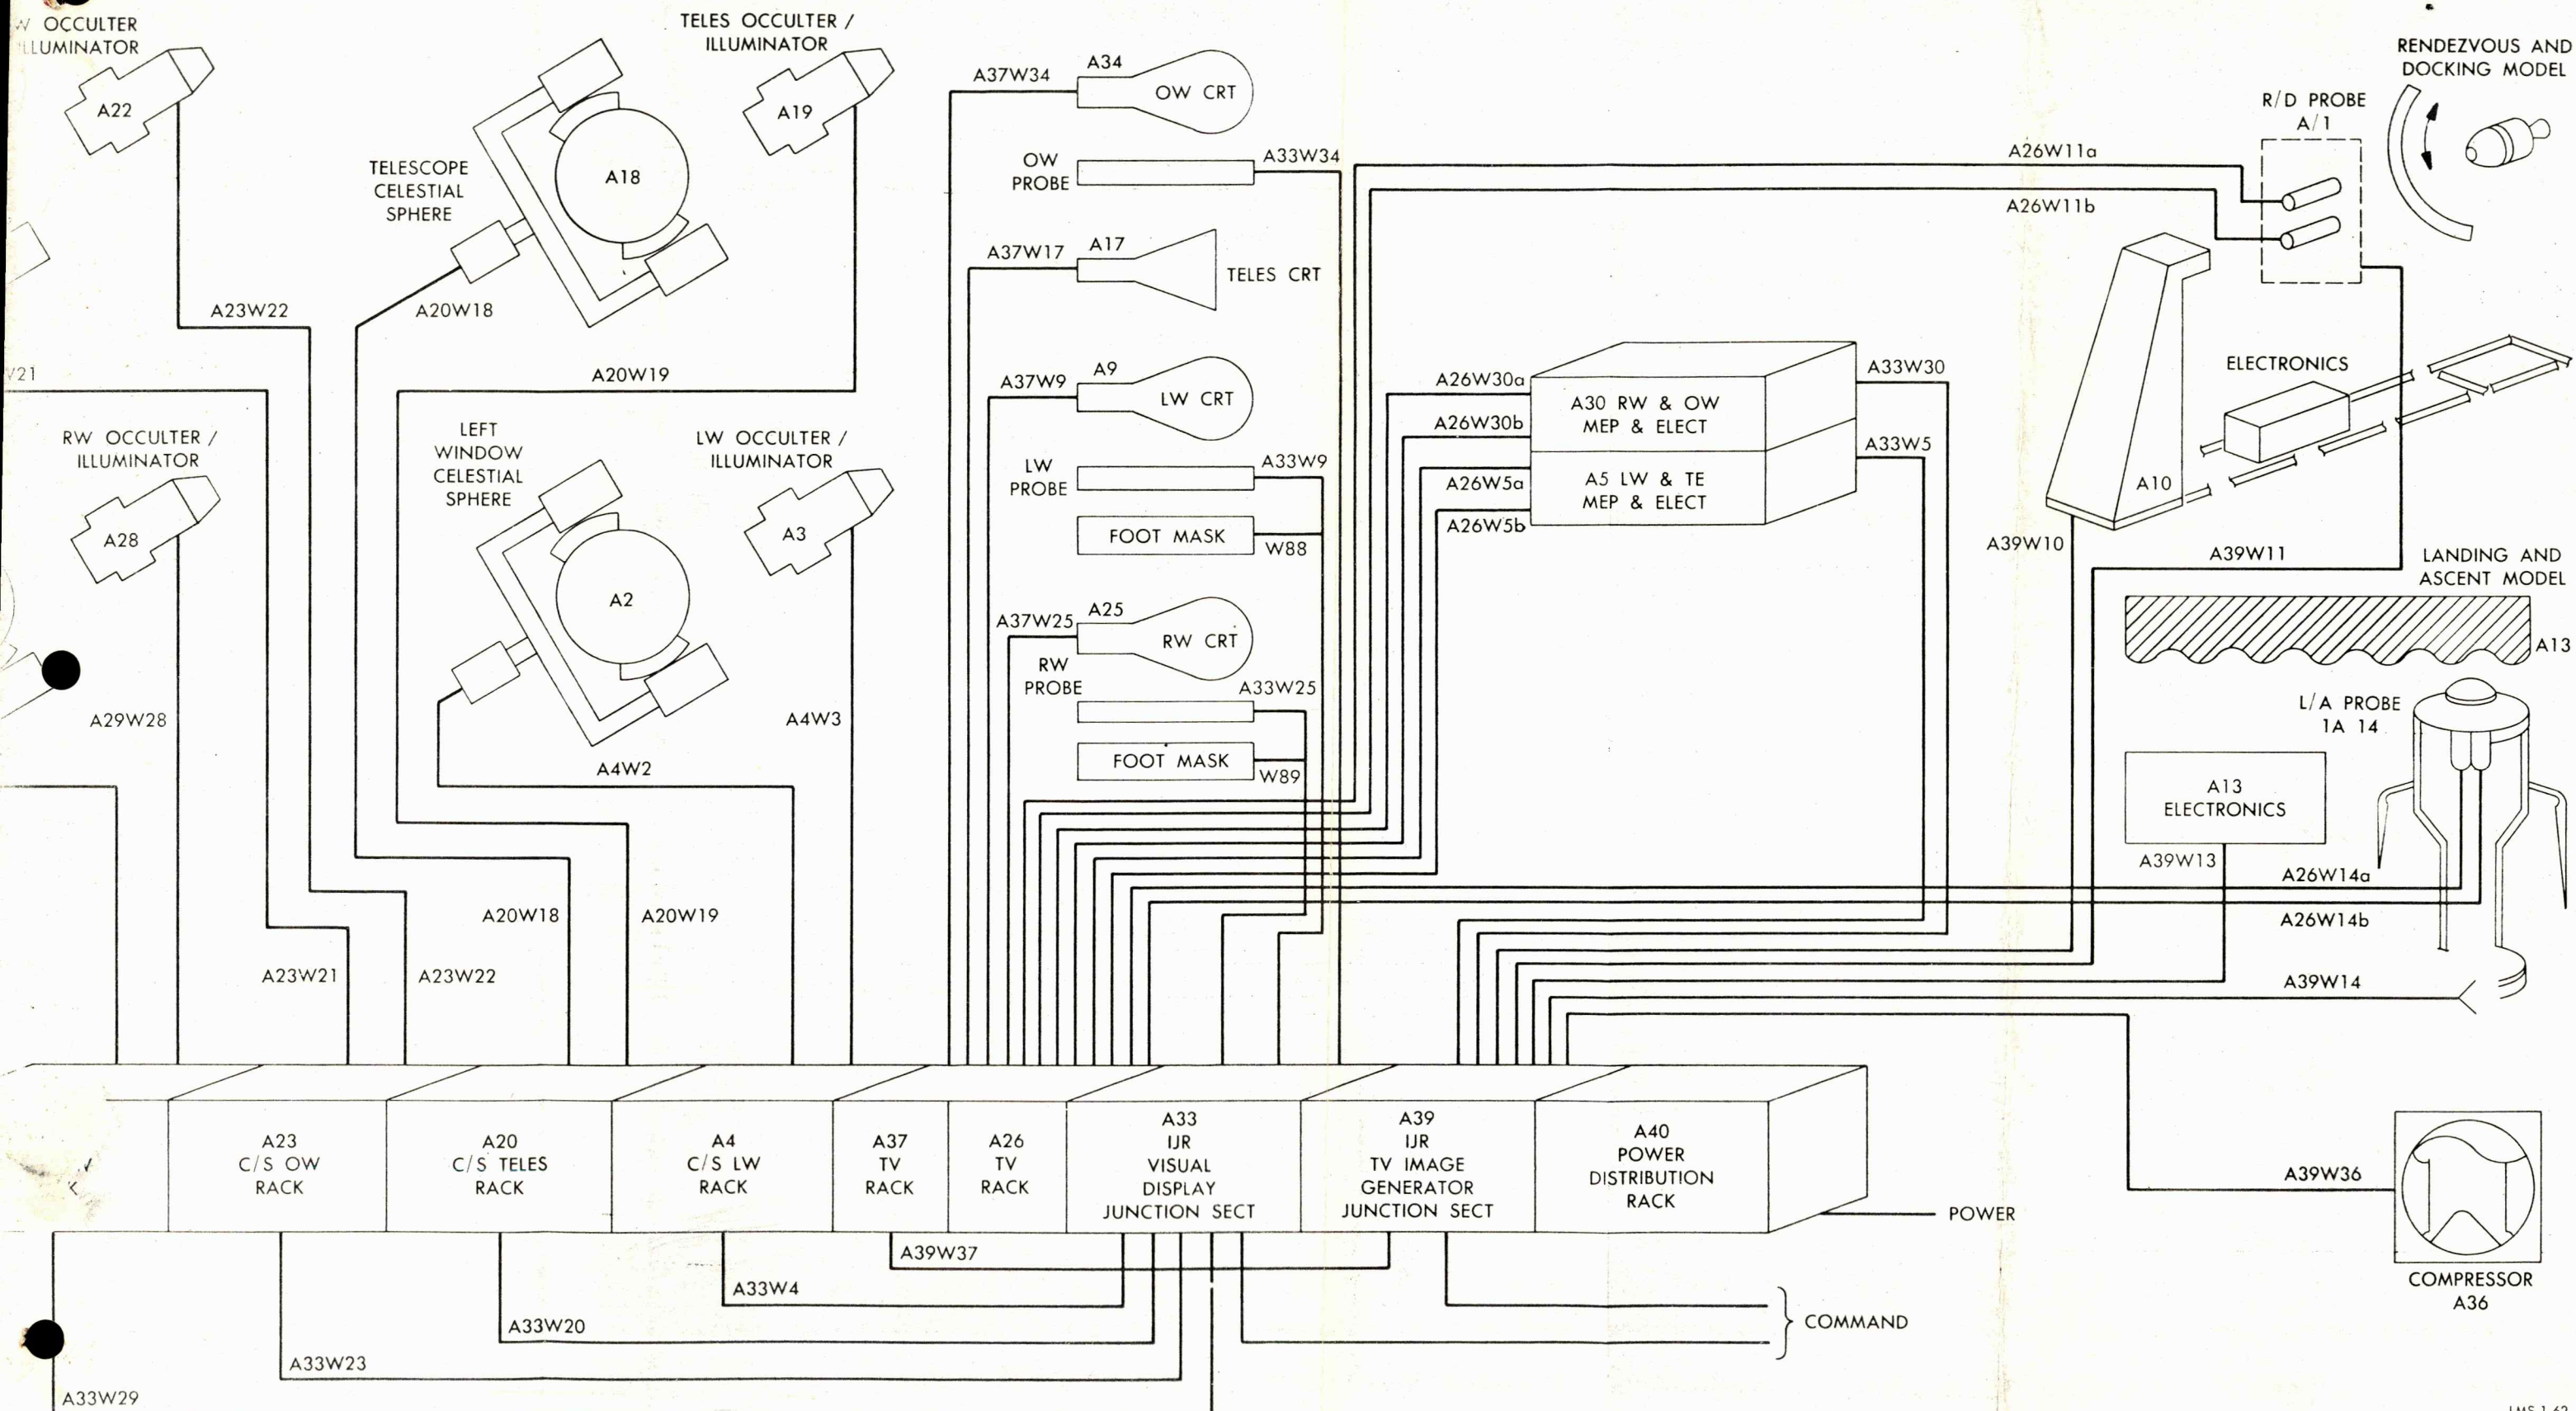 OCCULTER
TELES OCCULTER /
ILLUMINATOR
A22
A19
TELESCOPE
CELESTIAL
SPHERE
A18
A23W22
A20W18
A20W19
RW OCCULTER /
ILLUMINATOR
A28
LEFT
WINDOW
CELESTIAL
SPHERE
LW OCCULTER /
ILLUMINATOR
A3
A2
A29W28
A4W3
A4W2
A20W18
A20W19
A23W21
A23W22
A37W34
A34
OW CRT
OW
PROBE
A33W34
A37W17
A17
TELES CRT
A37W9
A9
LW CRT
LW
PROBE
A33W9
FOOT MASK
W88
A37W25
A25
RW CRT
RW
PROBE
A33W25
FOOT MASK
W89
A26W11a
A26W11b
R/D PROBE
A/1
RENDEZVOUS AND
DOCKING MODEL
A26W30a
A26W30b
A26W5a
A26W5b
A30 RW & OW
MEP & ELECT
A5 LW & TE
MEP & ELECT
A33W30
A33W5
ELECTRONICS
A10
A39W10
A39W11
LANDING AND
ASCENT MODEL
A13
L/A PROBE
1A 14
A13
ELECTRONICS
A39W13
A26W14a
A26W14b
A39W14
A39W36
COMPRESSOR
A36
A23
C/S OW
RACK
A20
C/S TELES
RACK
A4
C/S LW
RACK
A37
TV
RACK
A26
TV
RACK
A33
IJR
VISUAL
DISPLAY
JUNCTION SECT
A39
IJR
TV IMAGE
GENERATOR
JUNCTION SECT
A40
POWER
DISTRIBUTION
RACK
POWER
A39W37
A33W4
A33W20
A33W23
A33W29
COMMAND